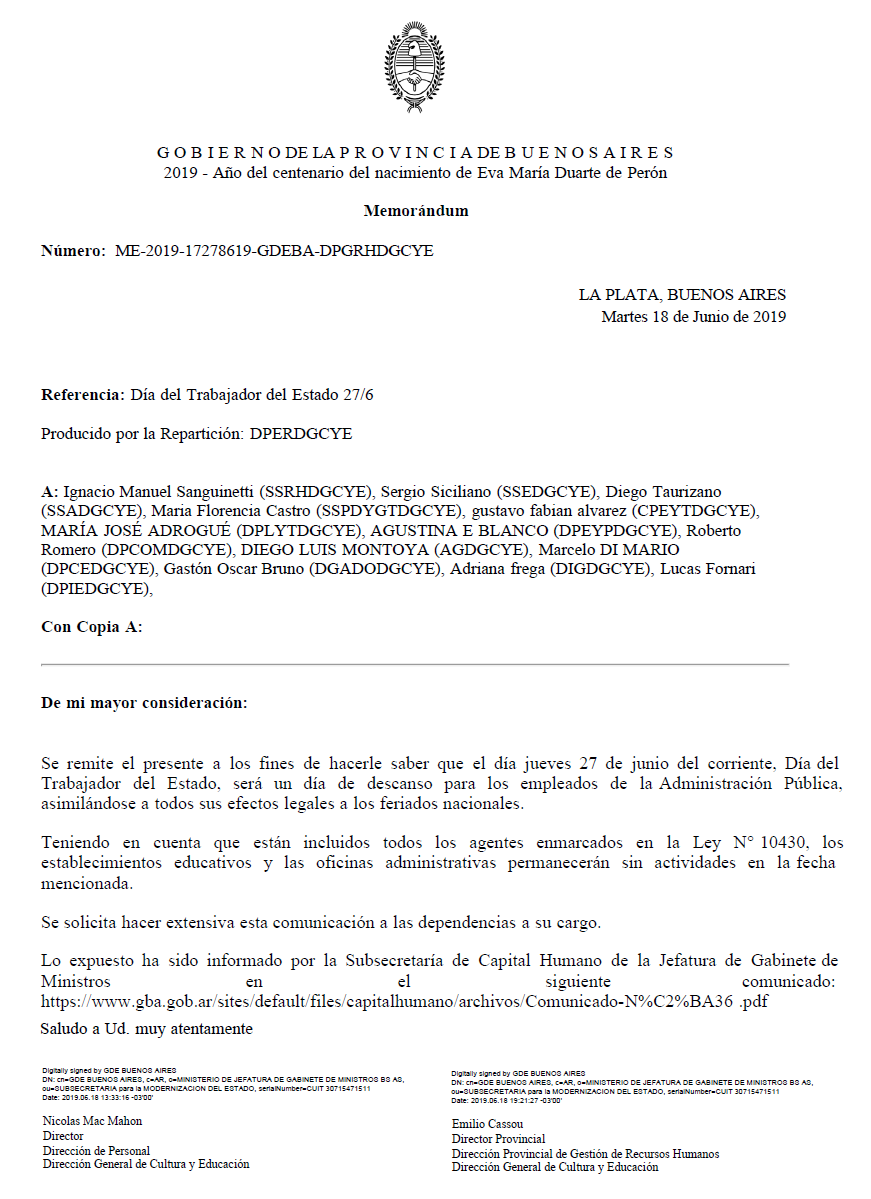 G O B I E R N O DE LA P R O V I N C I A DE B U E N O S A I R E S
2019 - Año del centenario del nacimiento de Eva María Duarte de Perón
Memorándum
Número: ME-2019-17278619-GDEBA-DPGRHDGCYE
LA PLATA, BUENOS AIRES
Martes 18 de Junio de 2019
Referencia: Día del Trabajador del Estado 27/6
Producido por la Repartición: DPERDGCYE
A: Ignacio Manuel Sanguinetti (SSRHDGCYE), Sergio Siciliano (SSEDGCYE), Diego Taurizano
(SSADGCYE), Maria Florencia Castro (SSPDYGTDGCYE), gustavo fabian alvarez (CPEYTDGCYE),
MARÍA JOSÉ ADROGUÉ (DPLYTDGCYE), AGUSTINA E BLANCO (DPEYPDGCYE), Roberto
Romero (DPCOMDGCYE), DIEGO LUIS MONTOYA (AGDGCYE), Marcelo DI MARIO
(DPCEDGCYE), Gastón Oscar Bruno (DGADODGCYE), Adriana frega (DIGDGCYE), Lucas Fornari
(DPIEDGCYE),
Con Copia A:
De mi mayor consideración:
Se remite el presente a los fines de hacerle saber que el día jueves 27 de junio del corriente, Día del
Trabajador del Estado, será un día de descanso para los empleados de la Administración Pública,
asimilándose a todos sus efectos legales a los feriados nacionales.
Teniendo en cuenta que están incluidos todos los agentes enmarcados en la Ley N° 10430, los
establecimientos educativos y las oficinas administrativas permanecerán sin actividades en la fecha
mencionada.
Se solicita hacer extensiva esta comunicación a las dependencias a su cargo.
Lo expuesto ha sido informado por la Subsecretaría de Capital Humano de la Jefatura de Gabinete de
Ministros en el siguiente comunicado:
https://www.gba.gob.ar/sites/default/files/capitalhumano/archivos/Comunicado-N%C2%BA36 .pdf
Saludo a Ud. muy atentamente
Digitally signed by GDE BUENOS AIRES
DN: cn=GDE BUENOS AIRES, c=AR, o=MINISTERIO DE JEFATURA DE GABINETE DE MINISTROS BS AS,
ou=SUBSECRETARIA para la MODERNIZACION DEL ESTADO, serialNumber=CUIT 30715471511
Date: 2019.06.18 13:33:16 -03'00'
Nicolas Mac Mahon
Director
Dirección de Personal
Dirección General de Cultura y Educación
Digitally signed by GDE BUENOS AIRES
DN: cn=GDE BUENOS AIRES, c=AR, o=MINISTERIO DE JEFATURA DE GABINETE DE MINISTROS BS AS,
ou=SUBSECRETARIA para la MODERNIZACION DEL ESTADO, serialNumber=CUIT 30715471511
Date: 2019.06.18 19:21:27 -03'00'
Emilio Cassou
Director Provincial
Dirección Provincial de Gestión de Recursos Humanos
Dirección General de Cultura y Educación